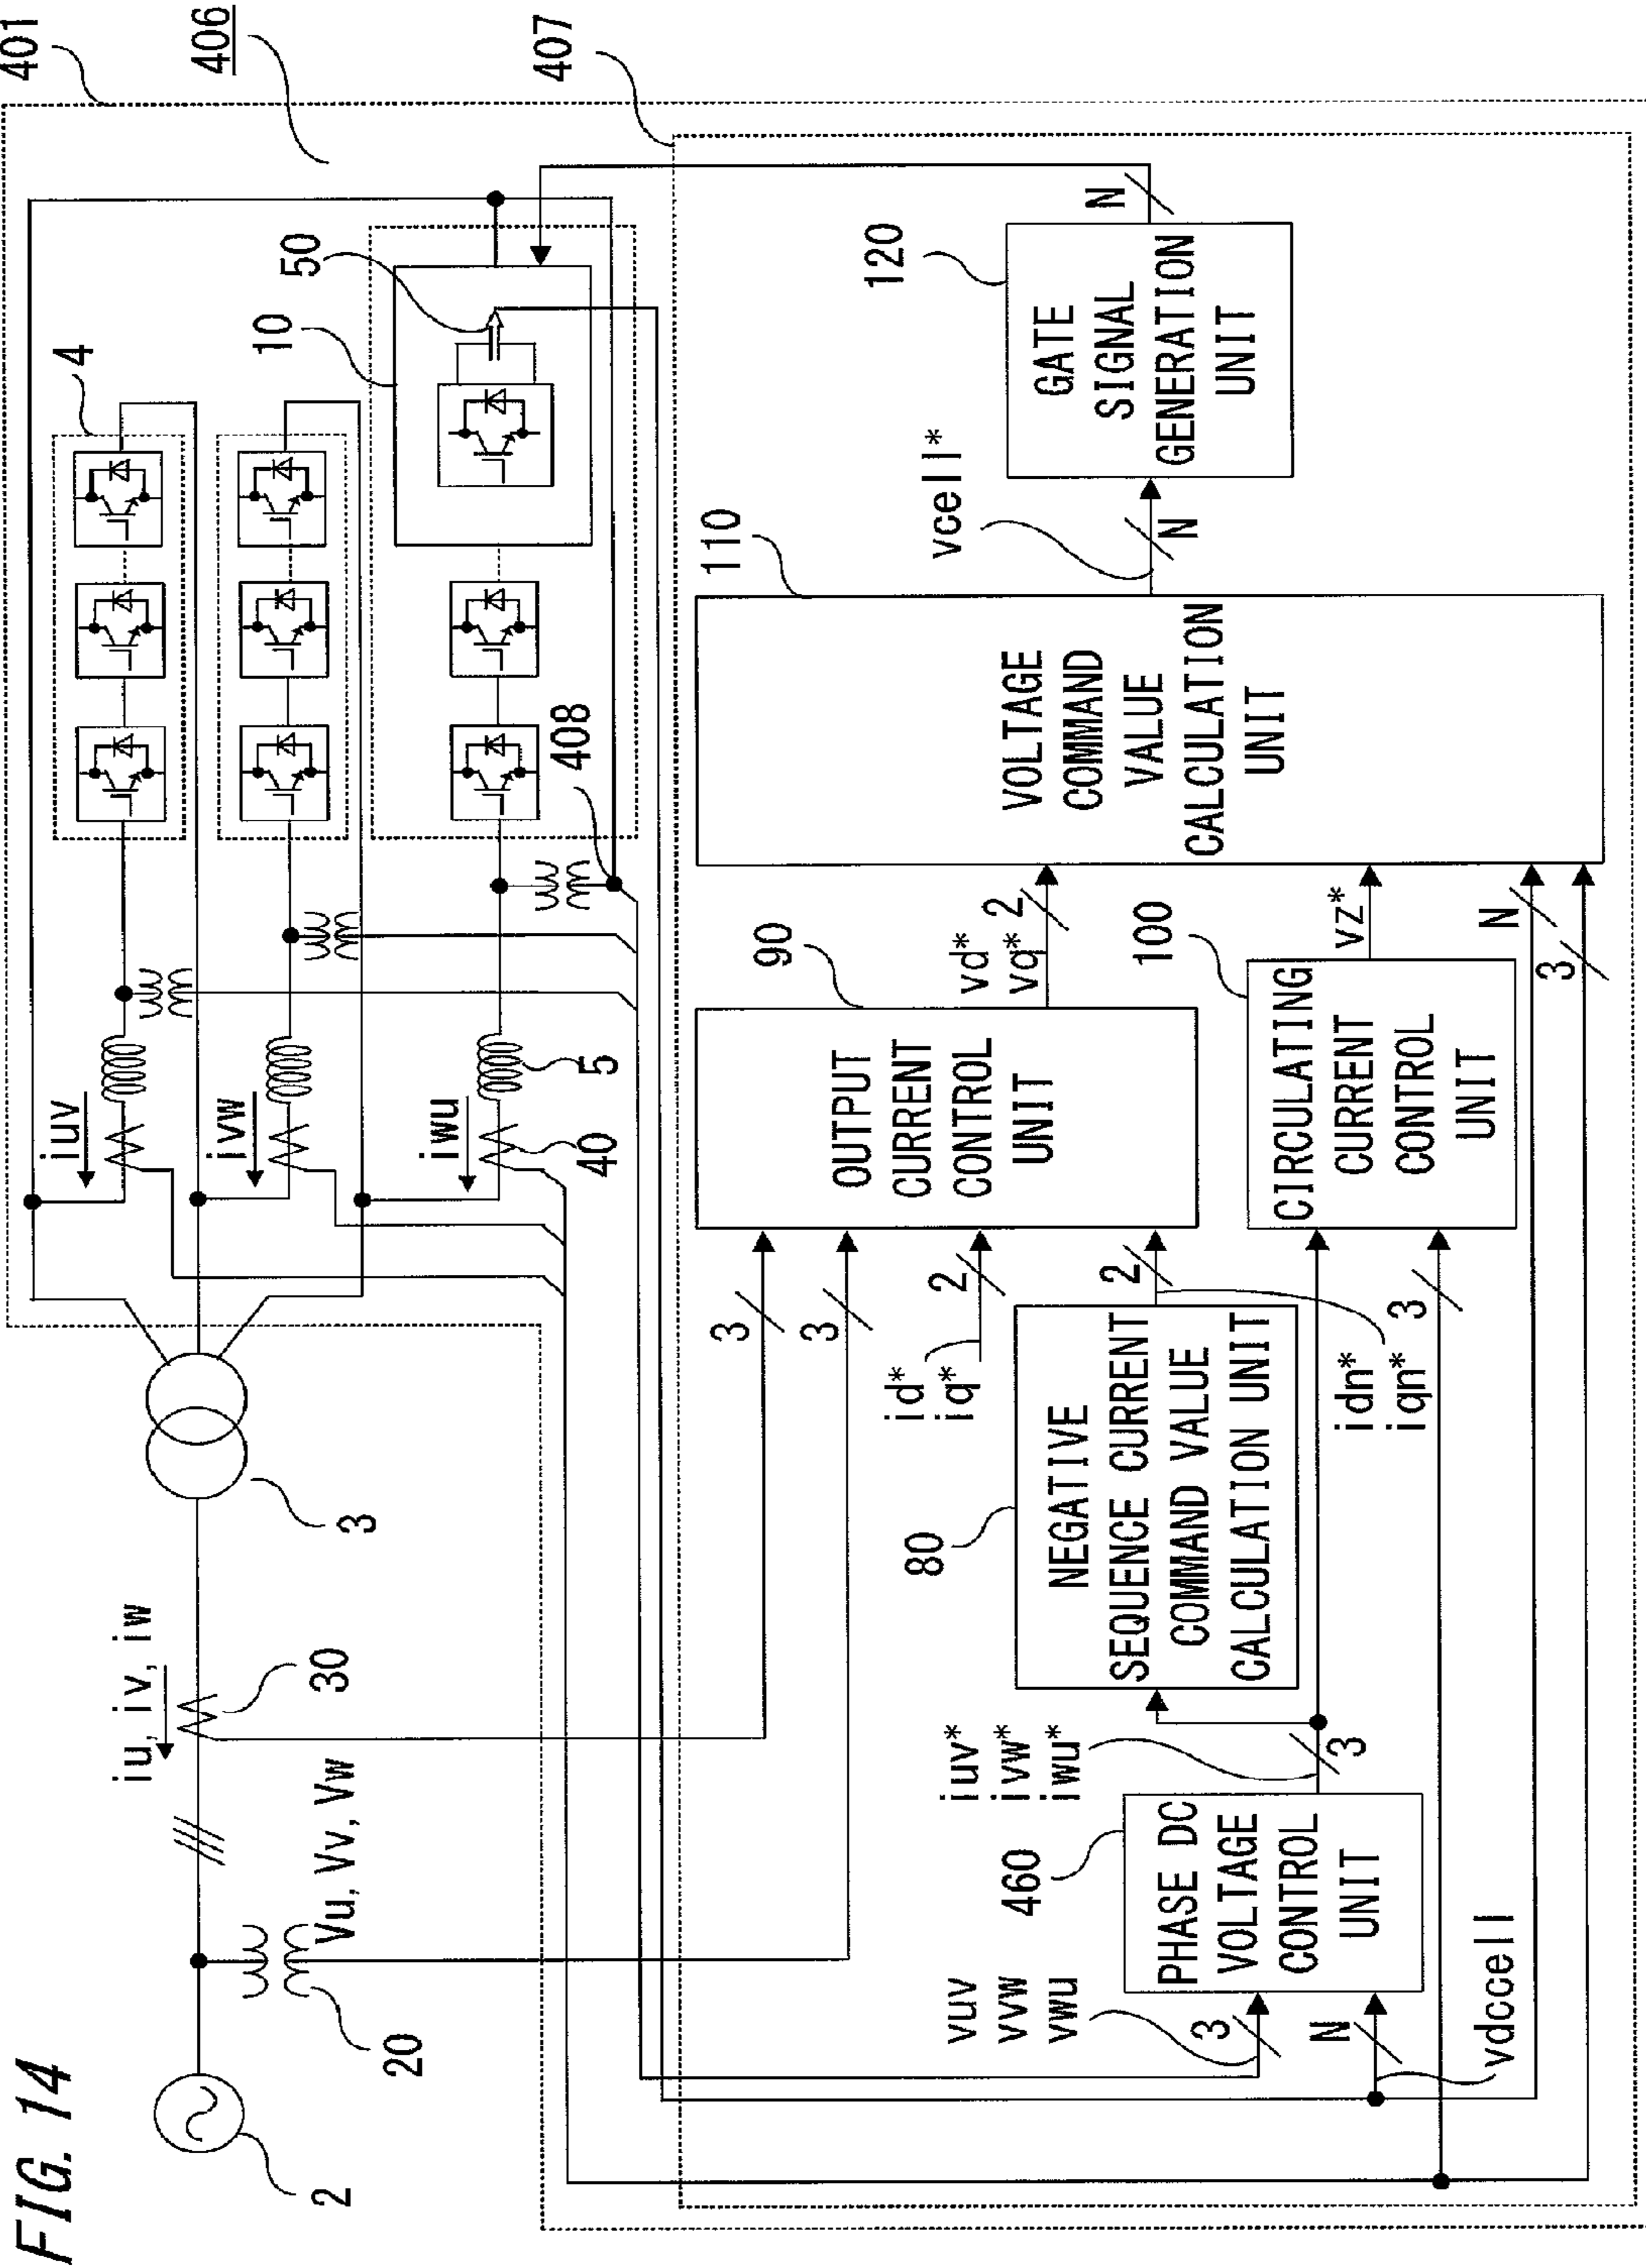 FIG. 14
401
406
407
4
10
50
408
iuv
ivw
iwu
5
40
3
iu, iv, iw
30
Vu, Vv, Vw
20
2
3
3
id*
iq*
2
2
idn*
iqn*
90
OUTPUT
CURRENT
CONTROL
UNIT
vd*
vq*
2
110
VOLTAGE
COMMAND
VALUE
CALCULATION
UNIT
vcell*
N
120
GATE
SIGNAL
GENERATION
UNIT
N
80
NEGATIVE
SEQUENCE CURRENT
COMMAND VALUE
CALCULATION UNIT
100
CIRCULATING
CURRENT
CONTROL
UNIT
vz*
N
3
3
iuv*
ivw*
iwu*
3
460
PHASE DC
VOLTAGE
CONTROL
UNIT
vuv
vvw
vwu
3
N
vdccell